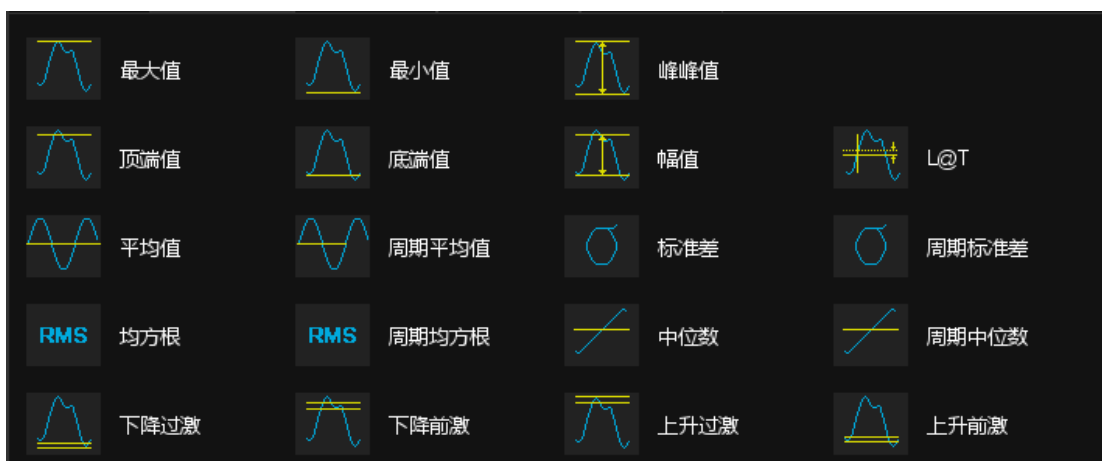 最大值 最小值 峰峰值
顶端值 底端值 幅值 L@T
平均值 周期平均值 标准差 周期标准差
RMS 均方根 RMS 周期均方根 中位数 周期中位数
下降过激 下降前激 上升过激 上升前激